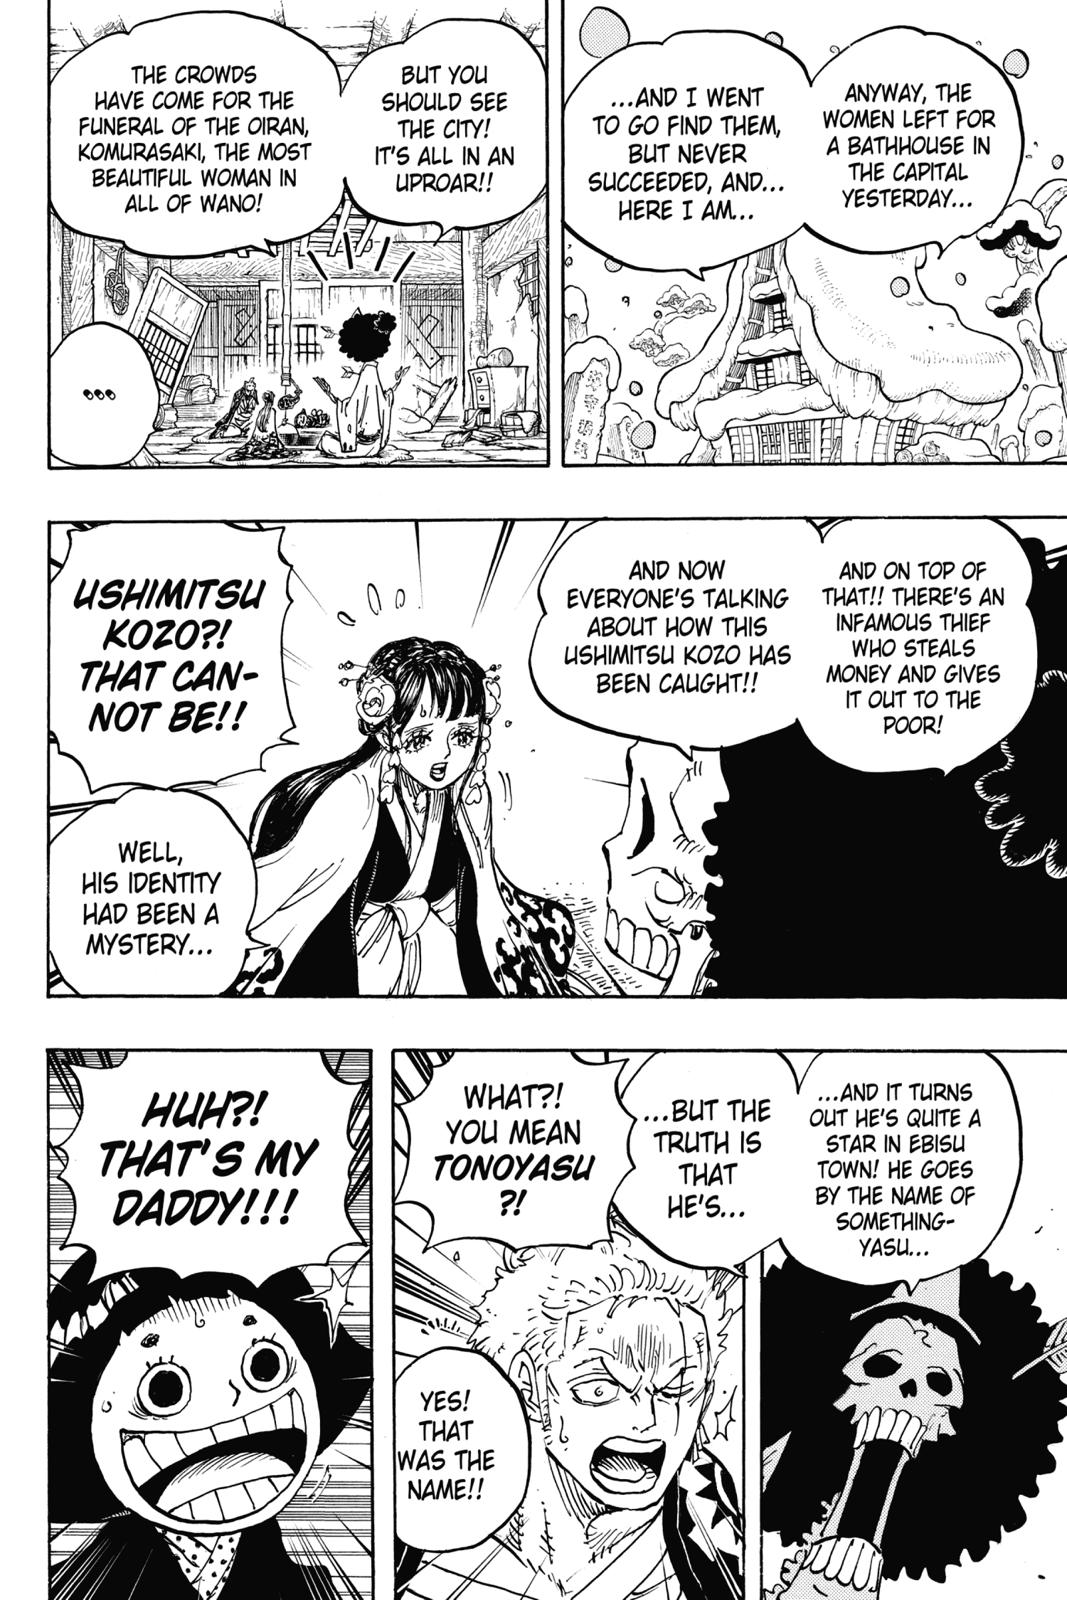 ANYWAY, THE
WOMEN LEFT FOR
A BATHHOUSE IN
THE CAPITAL
YESTERDAY...
...AND I WENT
TO GO FIND THEM,
BUT NEVER
SUCCEEDED, AND...
HERE I AM...
BUT YOU
SHOULD SEE
THE CITY!
IT'S ALL IN AN
UPROAR!!
THE CROWDS
HAVE COME FOR THE
FUNERAL OF THE OIRAN,
KOMURASAKI, THE MOST
BEAUTIFUL WOMAN IN
ALL OF WANO!
...
AND ON TOP OF
THAT!! THERE'S AN
INFAMOUS THIEF
WHO STEALS
MONEY AND GIVES
IT OUT TO THE
POOR!
AND NOW
EVERYONE'S TALKING
ABOUT HOW THIS
USHIMITSU KOZO HAS
BEEN CAUGHT!!
USHIMITSU
KOZO?!
THAT CAN-
NOT BE!!
WELL,
HIS IDENTITY
HAD BEEN A
MYSTERY...
...AND IT TURNS
OUT HE'S QUITE A
STAR IN EBISU
TOWN! HE GOES
BY THE NAME OF
SOMETHING-
YASU...
...BUT THE
TRUTH IS
THAT
HE'S...
WHAT?!
YOU MEAN
TONOYASU
?!
YES!
THAT
WAS THE
NAME!!
HUH?!
THAT'S MY
DADDY!!!